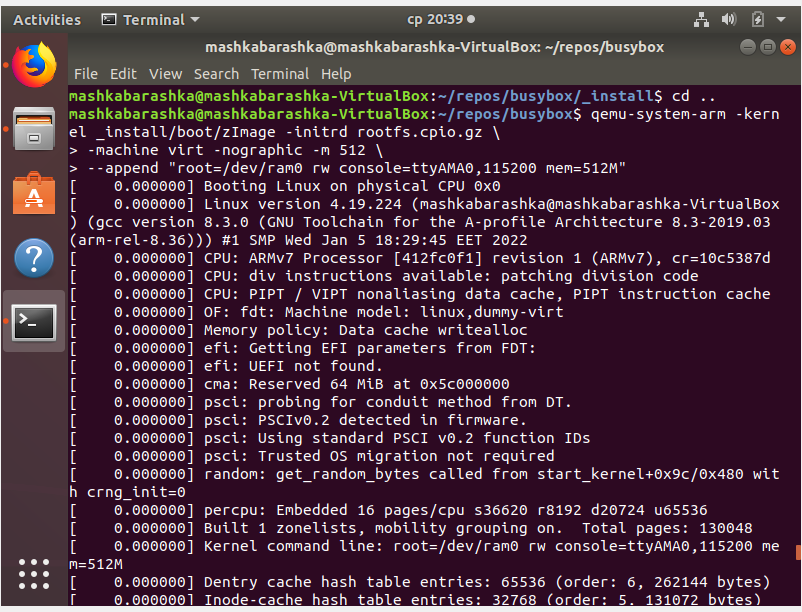 Activities
Terminal
ср 20:39
mashkabarashka@mashkabarashka-VirtualBox: ~/repos/busybox
File Edit View Search Terminal Help
mashkabarashka@mashkabarashka-VirtualBox:~/repos/busybox/_install$ cd ..
mashkabarashka@mashkabarashka-VirtualBox:~/repos/busybox$ qemu-system-arm -kern
el _install/boot/zImage -initrd rootfs.cpio.gz \
> -machine virt -nographic -m 512 \
> --append "root=/dev/ram0 rw console=ttyAMA0,115200 mem=512M"
[    0.000000] Booting Linux on physical CPU 0x0
[    0.000000] Linux version 4.19.224 (mashkabarashka@mashkabarashka-VirtualBox
) (gcc version 8.3.0 (GNU Toolchain for the A-profile Architecture 8.3-2019.03
(arm-rel-8.36))) #1 SMP Wed Jan 5 18:29:45 EET 2022
[    0.000000] CPU: ARMv7 Processor [412fc0f1] revision 1 (ARMv7), cr=10c5387d
[    0.000000] CPU: div instructions available: patching division code
[    0.000000] CPU: PIPT / VIPT nonaliasing data cache, PIPT instruction cache
[    0.000000] OF: fdt: Machine model: linux,dummy-virt
[    0.000000] Memory policy: Data cache writealloc
[    0.000000] efi: Getting EFI parameters from FDT:
[    0.000000] efi: UEFI not found.
[    0.000000] cma: Reserved 64 MiB at 0x5c000000
[    0.000000] psci: probing for conduit method from DT.
[    0.000000] psci: PSCIv0.2 detected in firmware.
[    0.000000] psci: Using standard PSCI v0.2 function IDs
[    0.000000] psci: Trusted OS migration not required
[    0.000000] random: get_random_bytes called from start_kernel+0x9c/0x480 wit
h crng_init=0
[    0.000000] percpu: Embedded 16 pages/cpu s36620 r8192 d20724 u65536
[    0.000000] Built 1 zonelists, mobility grouping on.  Total pages: 130048
[    0.000000] Kernel command line: root=/dev/ram0 rw console=ttyAMA0,115200 me
m=512M
[    0.000000] Dentry cache hash table entries: 65536 (order: 6, 262144 bytes)
[    0.000000] Inode-cache hash table entries: 32768 (order: 5, 131072 bytes)